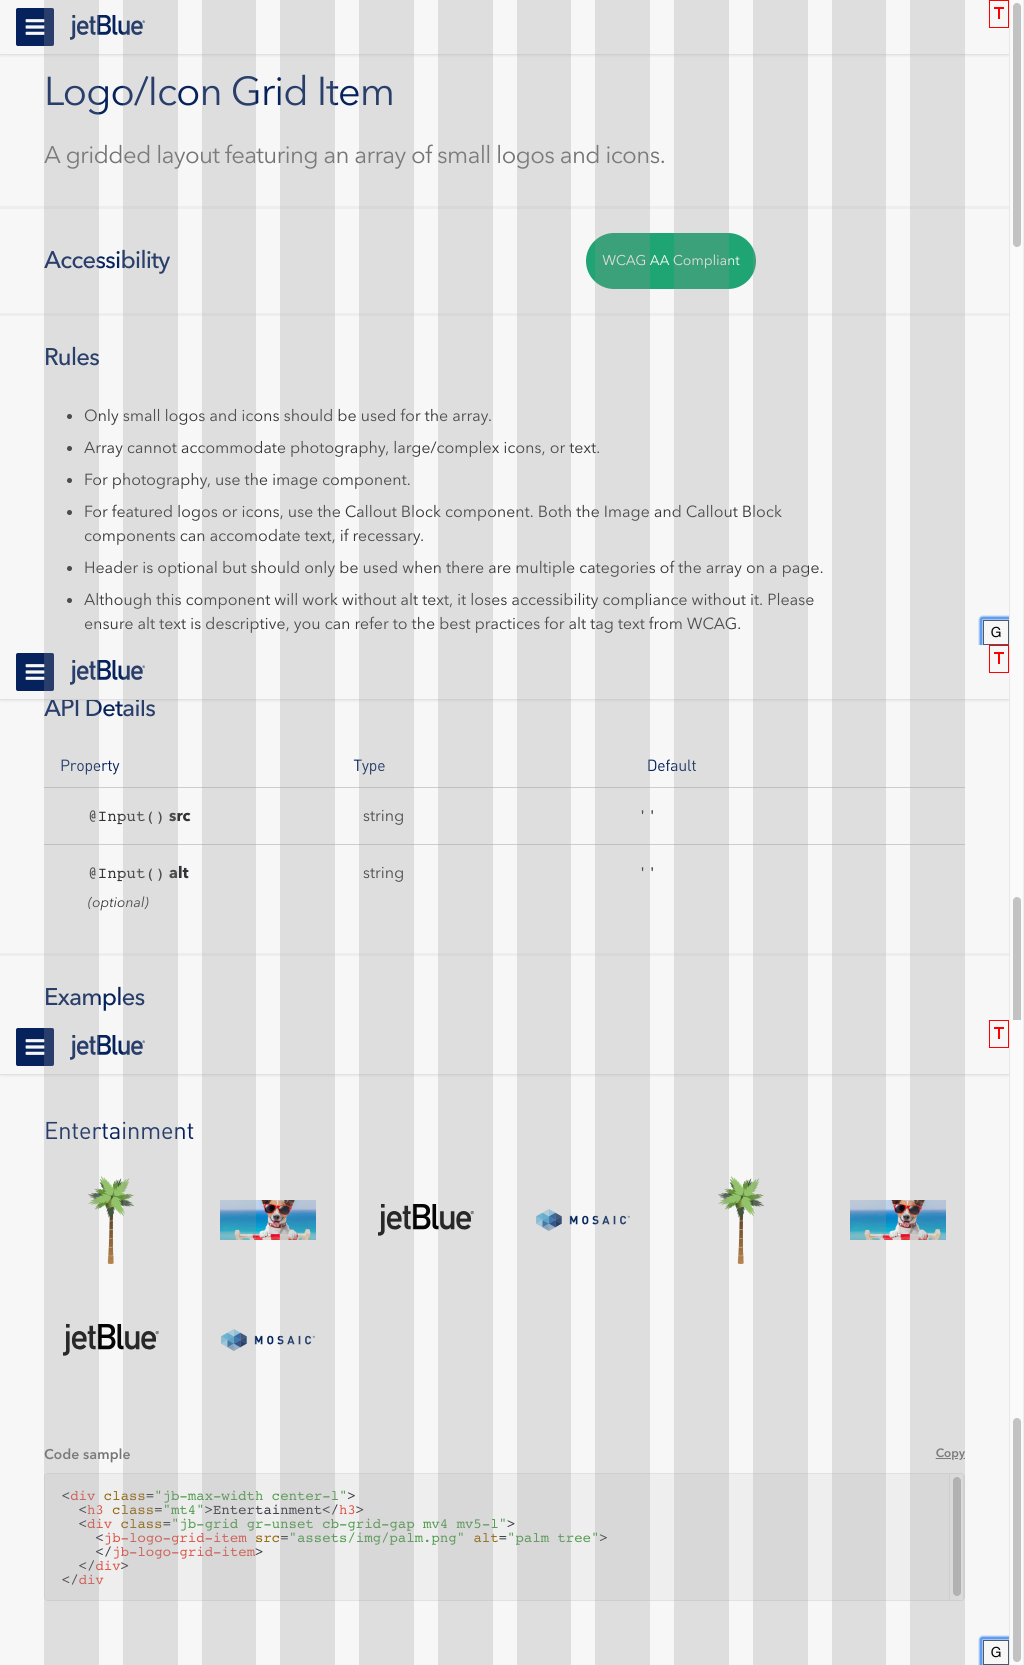 jetBlue
T
Logo/Icon Grid Item
A gridded layout featuring an array of small logos and icons.
Accessibility
WCAG AA Compliant
Rules
• Only small logos and icons should be used for the array.
• Array cannot accommodate photography, large/complex icons, or text.
• For photography, use the image component.
• For featured logos or icons, use the Callout Block component. Both the Image and Callout Block
components can accomodate text, if recessary.
• Header is optional but should only be used when there are multiple categories of the array on a page.
• Although this component will work without alt text, it loses accessibility compliance without it. Please
ensure alt text is descriptive, you can refer to the best practices for alt tag text from WCAG.
G
jetBlue
T
API Details
Property Type Default
@Input() src string ' '
@Input() alt string ' '
(optional)
Examples
jetBlue
T
Entertainment
jetBlue MOSAIC
jetBlue MOSAIC
Code sample Copy
<div class="jb-max-width center-l">
<h3 class="mt4">Entertainment</h3>
<div class="jb-grid gr-unset cb-grid-gap mv4 mv5-l">
<jb-logo-grid-item src="assets/img/palm.png" alt="palm tree">
</jb-logo-grid-item>
</div>
</div
G